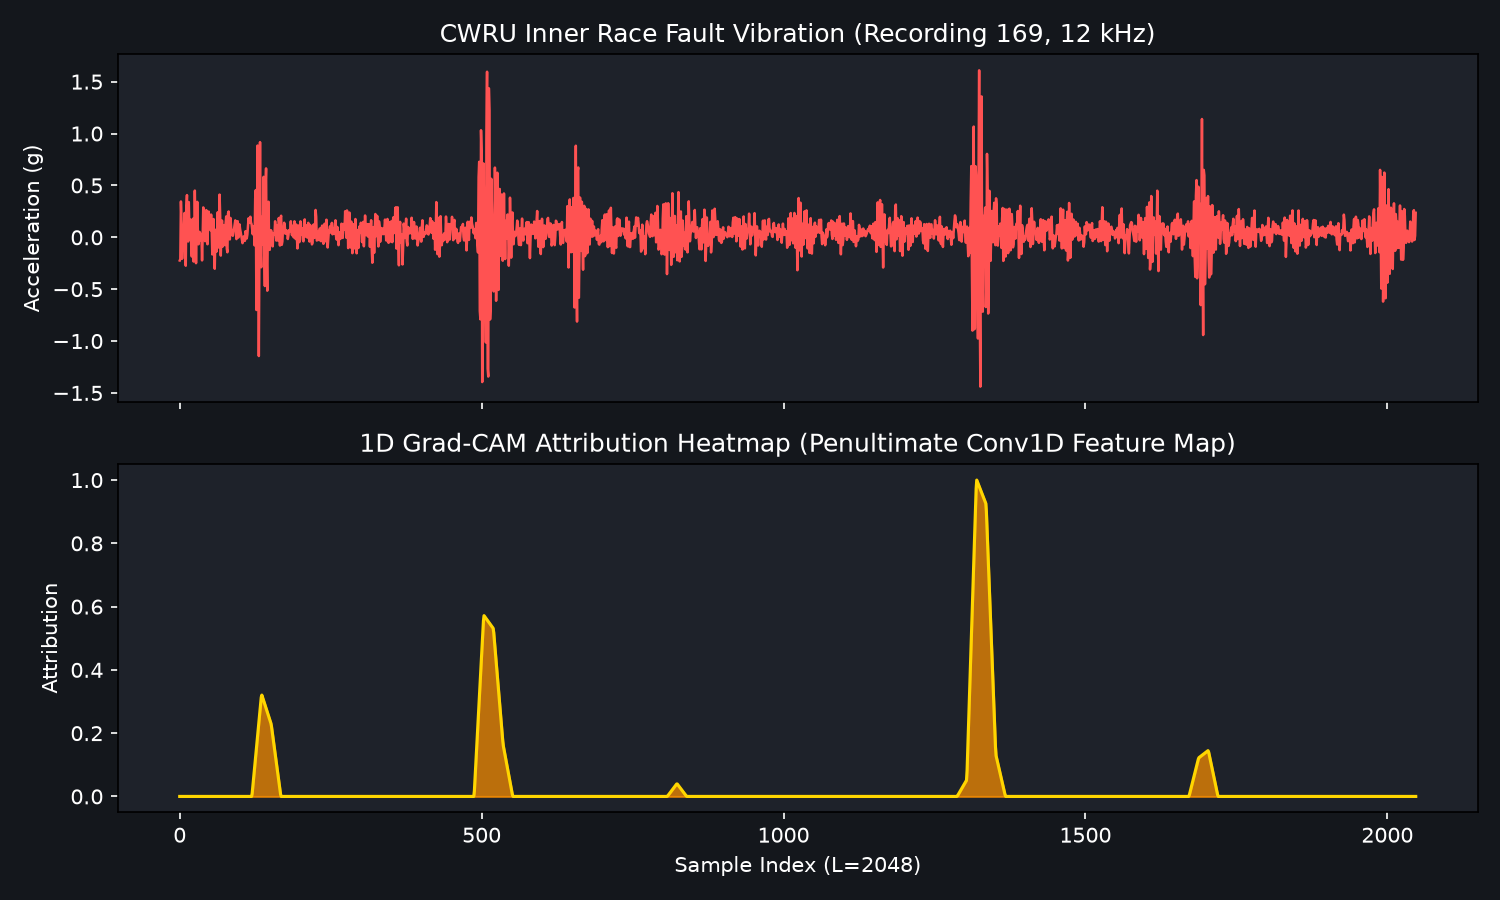 CWRU Inner Race Fault Vibration (Recording 169, 12 kHz)
Acceleration (g)
1.5
1.0
0.5
0.0
−0.5
−1.0
−1.5
1D Grad-CAM Attribution Heatmap (Penultimate Conv1D Feature Map)
Attribution
1.0
0.8
0.6
0.4
0.2
0.0
0 500 1000 1500 2000
Sample Index (L=2048)